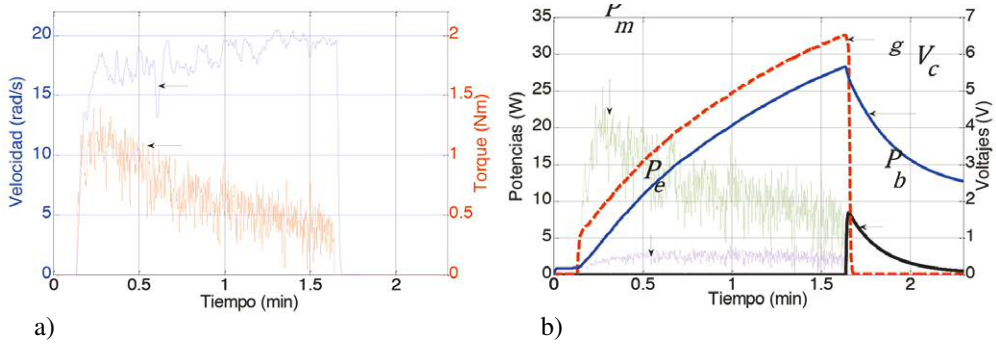 20
15
10
5
0
Velocidad (rad/s)
2
1.5
1
0.5
0
Torque (Nm)
0 0.5 1 1.5 2
Tiempo (min)
a)
P m
g V c
P e
P b
35
30
25
20
15
10
5
0
Potencias (W)
7
6
5
4
3
2
1
0
Voltajes (V)
0 0.5 1 1.5 2
Tiempo (min)
b)